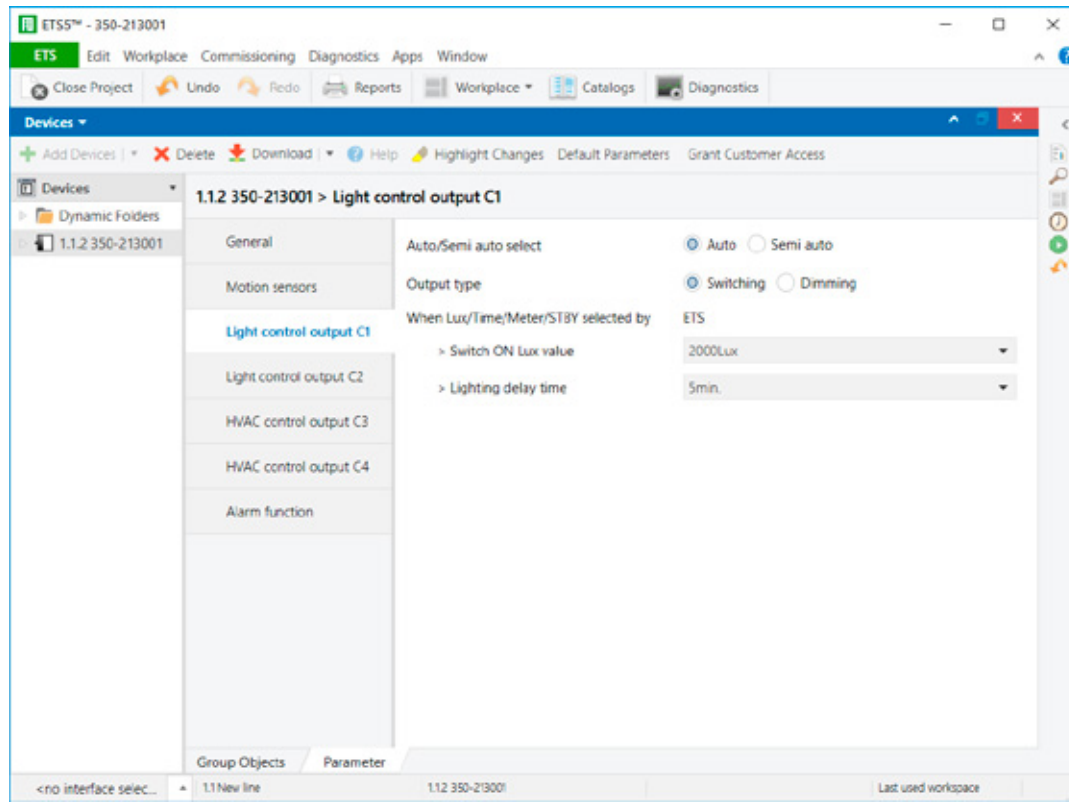 ETS5™ - 350-213001
ETS Edit Workplace Commissioning Diagnostics Apps Window
Close Project Undo Redo Reports Workplace Catalogs Diagnostics
Devices
Add Devices Delete Download Help Highlight Changes Default Parameters Grant Customer Access
Devices
Dynamic Folders
1.1.2 350-213001
1.1.2 350-213001 > Light control output C1
General
Motion sensors
Light control output C1
Light control output C2
HVAC control output C3
HVAC control output C4
Alarm function
Auto/Semi auto select Auto Semi auto
Output type Switching Dimming
When Lux/Time/Meter/STBY selected by ETS
> Switch ON Lux value 2000Lux
> Lighting delay time 5min.
Group Objects Parameter
<no interface selec... 1.1 New line 1.1.2 350-213001 Last used workspace